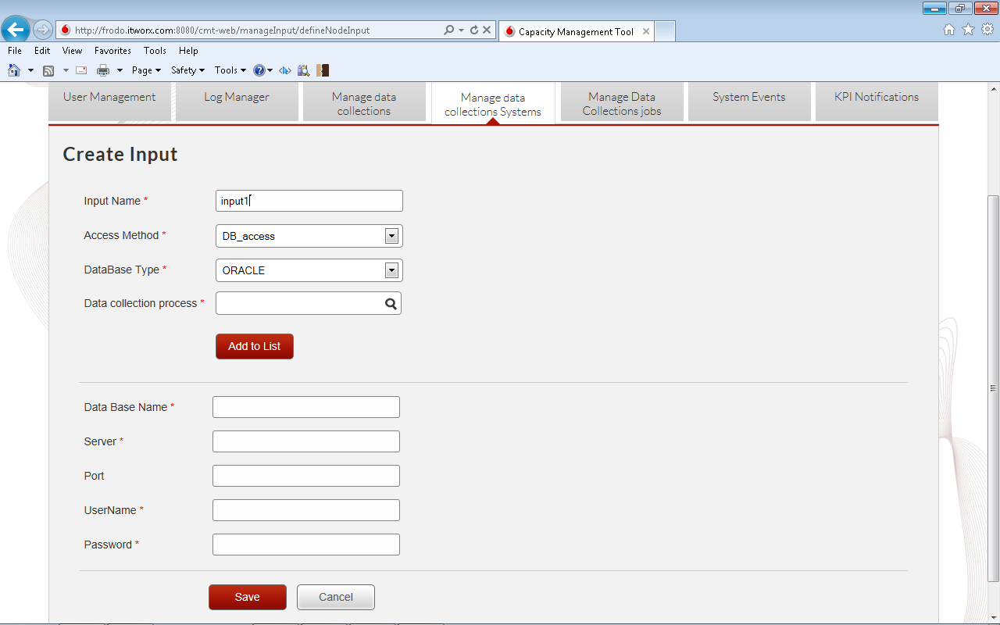 http://frodo.itworx.com:8080/cmt-web/manageInput/defineNodeInput
Capacity Management Tool
File Edit View Favorites Tools Help
Page Safety Tools
User Management
Log Manager
Manage data
collections
Manage data
collections Systems
Manage Data
Collections jobs
System Events
KPI Notifications
Create Input
Input Name * input1
Access Method * DB_access
DataBase Type * ORACLE
Data collection process *
Add to List
Data Base Name *
Server *
Port
UserName *
Password *
Save Cancel